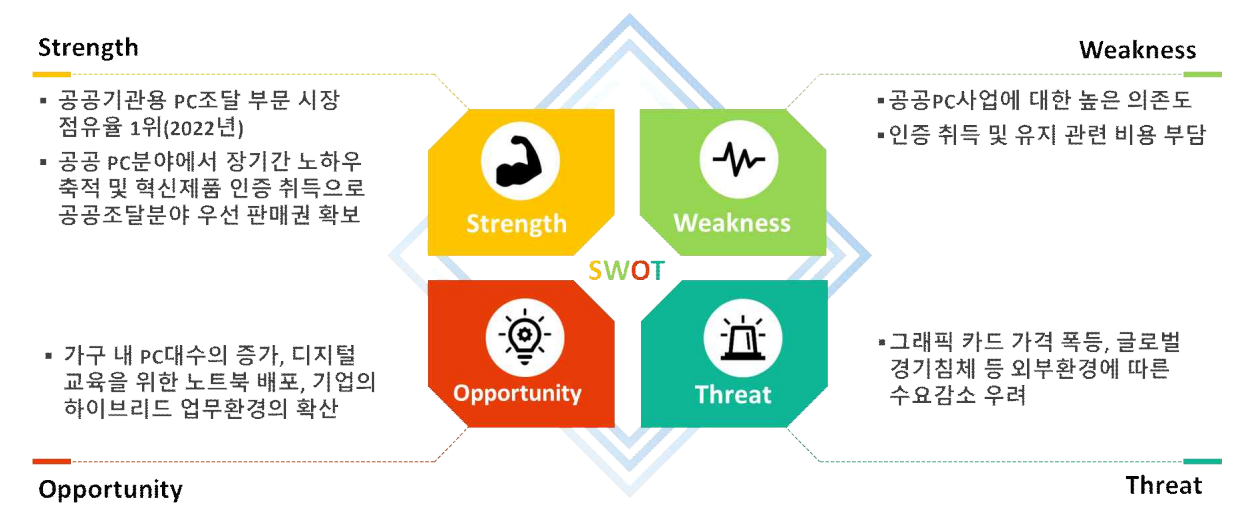 Strength
▪ 공공기관용 PC조달 부문 시장
점유율 1위(2022년)
▪ 공공 PC분야에서 장기간 노하우
축적 및 혁신제품 인증 취득으로
공공조달분야 우선 판매권 확보
Weakness
▪공공PC사업에 대한 높은 의존도
▪인증 취득 및 유지 관련 비용 부담
Strength
Weakness
SWOT
Opportunity
Threat
▪ 가구 내 PC대수의 증가, 디지털
교육을 위한 노트북 배포, 기업의
하이브리드 업무환경의 확산
Opportunity
▪그래픽 카드 가격 폭등, 글로벌
경기침체 등 외부환경에 따른
수요감소 우려
Threat